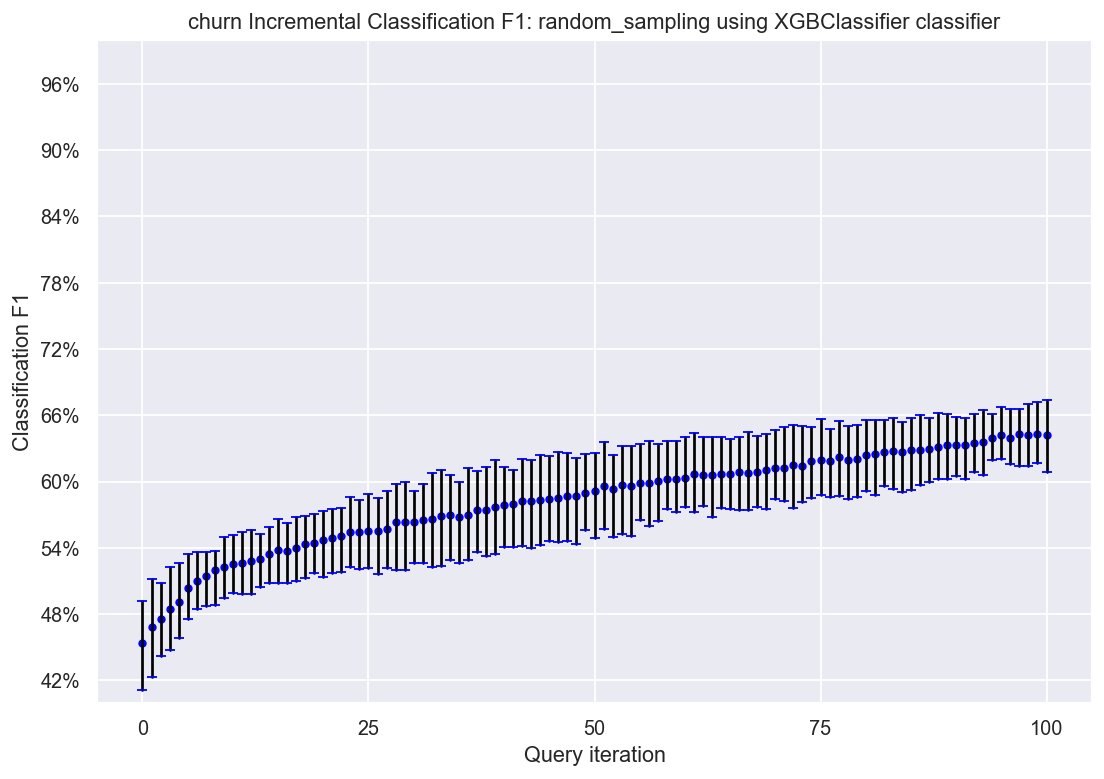 churn Incremental Classification F1: random_sampling using XGBClassifier classifier
96%
90%
84%
78%
72%
66%
60%
54%
48%
42%
Classification F1
0 25 50 75 100
Query iteration